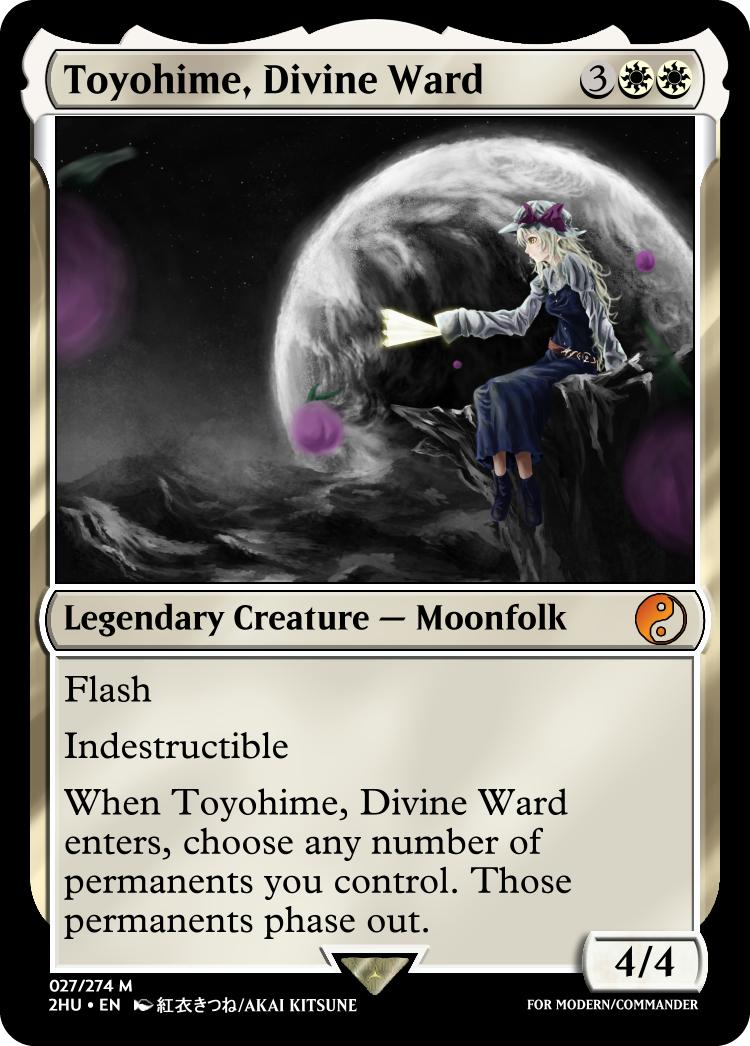 Toyohime, Divine Ward 3
Legendary Creature — Moonfolk
Flash
Indestructible
When Toyohime, Divine Ward
enters, choose any number of
permanents you control. Those
permanents phase out.
4/4
027/274 M
2HU • EN 紅衣きつね/AKAI KITSUNE
FOR MODERN/COMMANDER